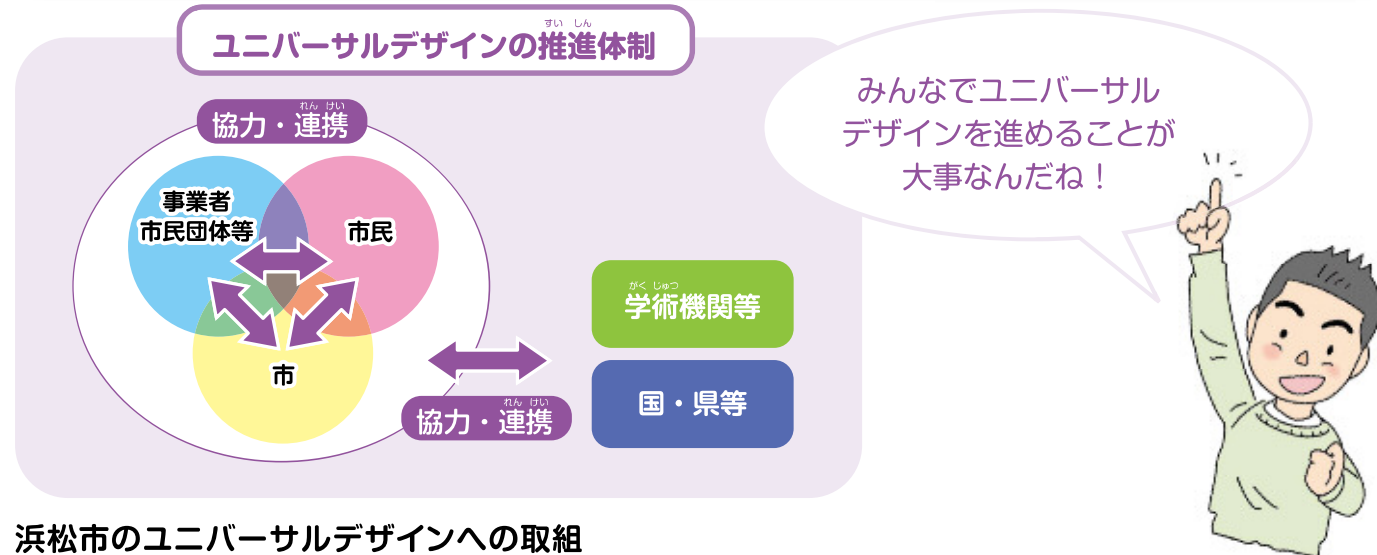 ユニバーサルデザインの推進体制
すい しん
協力・連携
れん けい
事業者
市民団体等
市民
市
学術機関等
がく じゅつ
国・県等
協力・連携
れん けい
みんなでユニバーサル
デザインを進めることが
大事なんだね！
浜松市のユニバーサルデザインへの取組